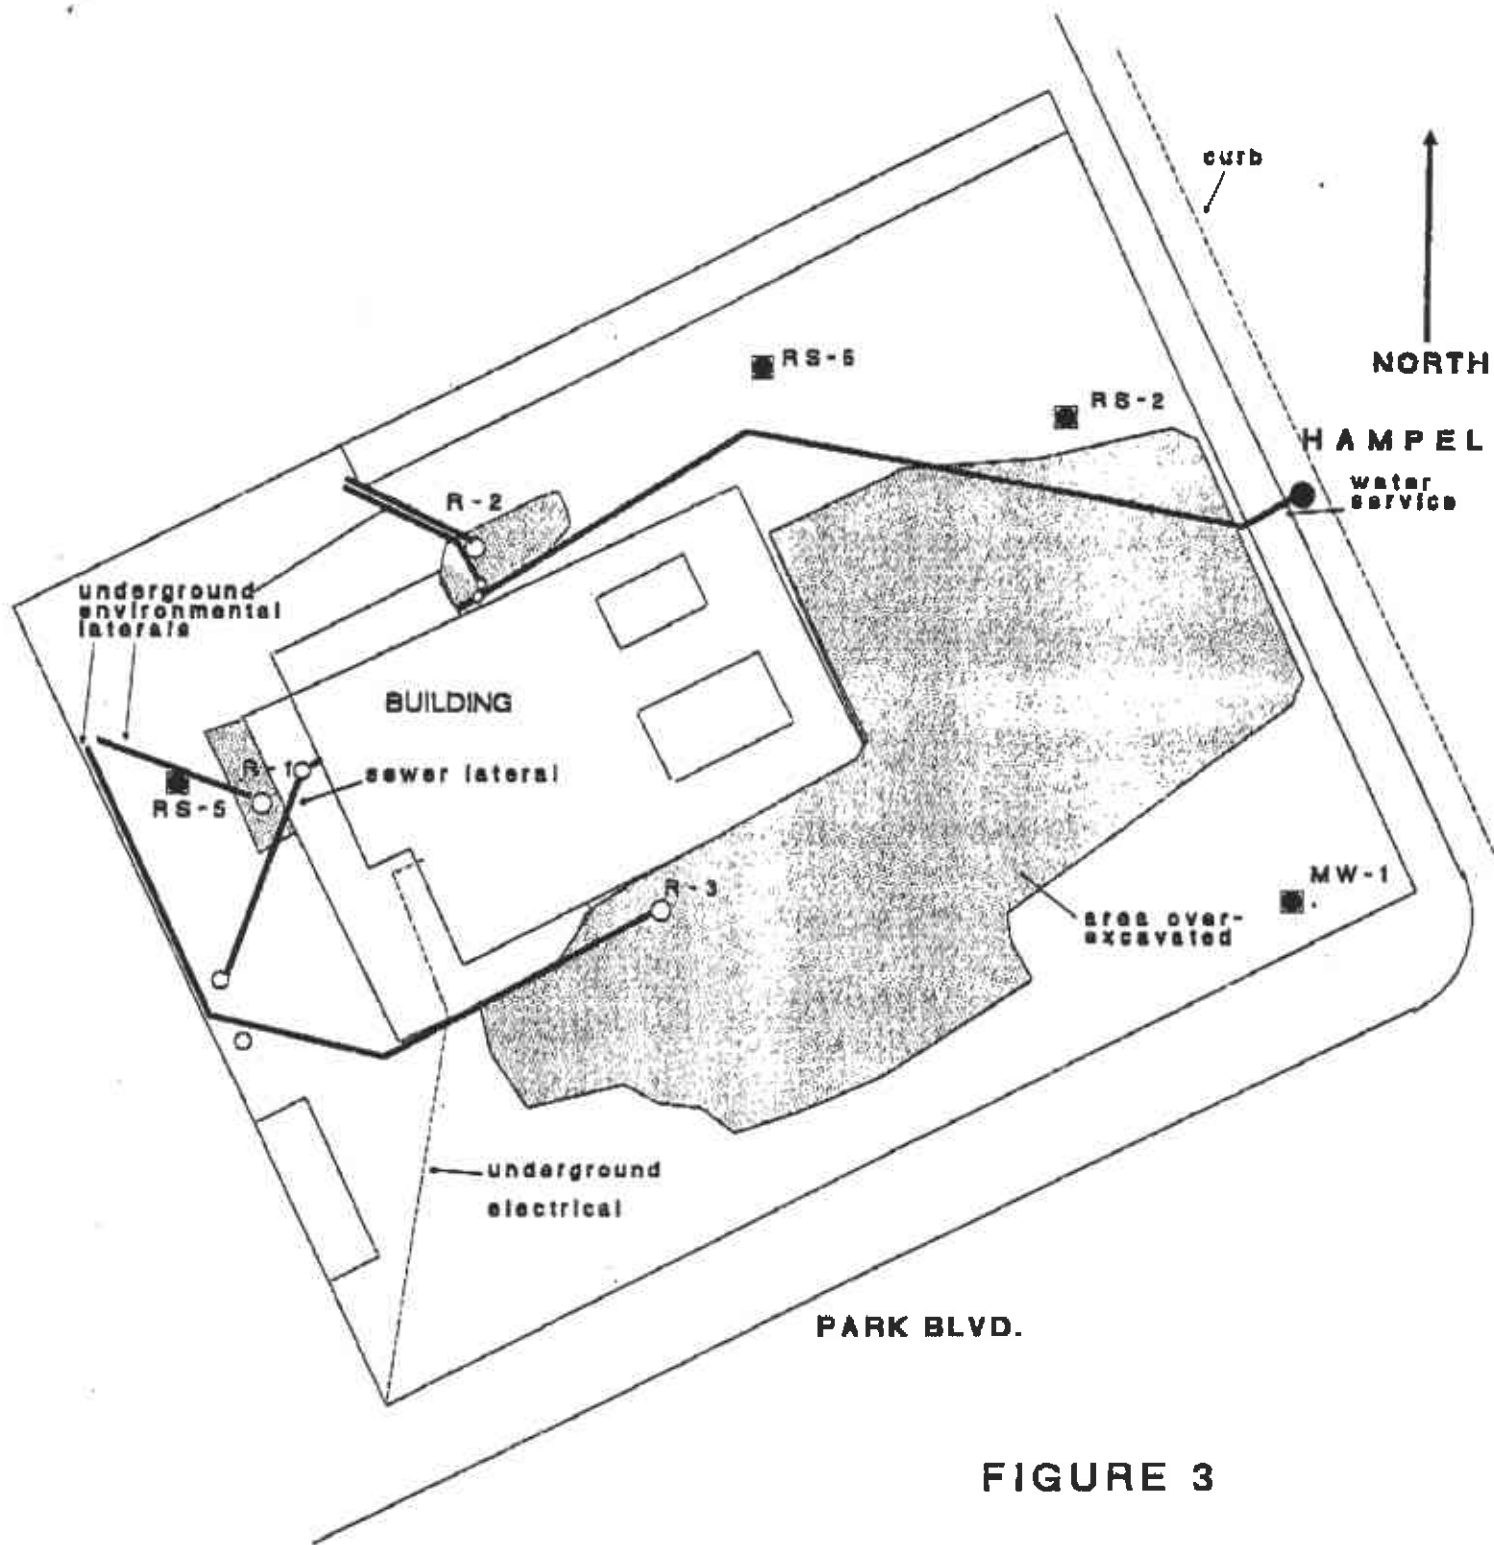 curb
NORTH
RS-6
RS-2
HAMPEL
water
service
R-2
underground
environmental
laterals
BUILDING
R-1
sewer lateral
RS-5
R-3
MW-1
area over-
excavated
underground
electrical
PARK BLVD.
FIGURE 3